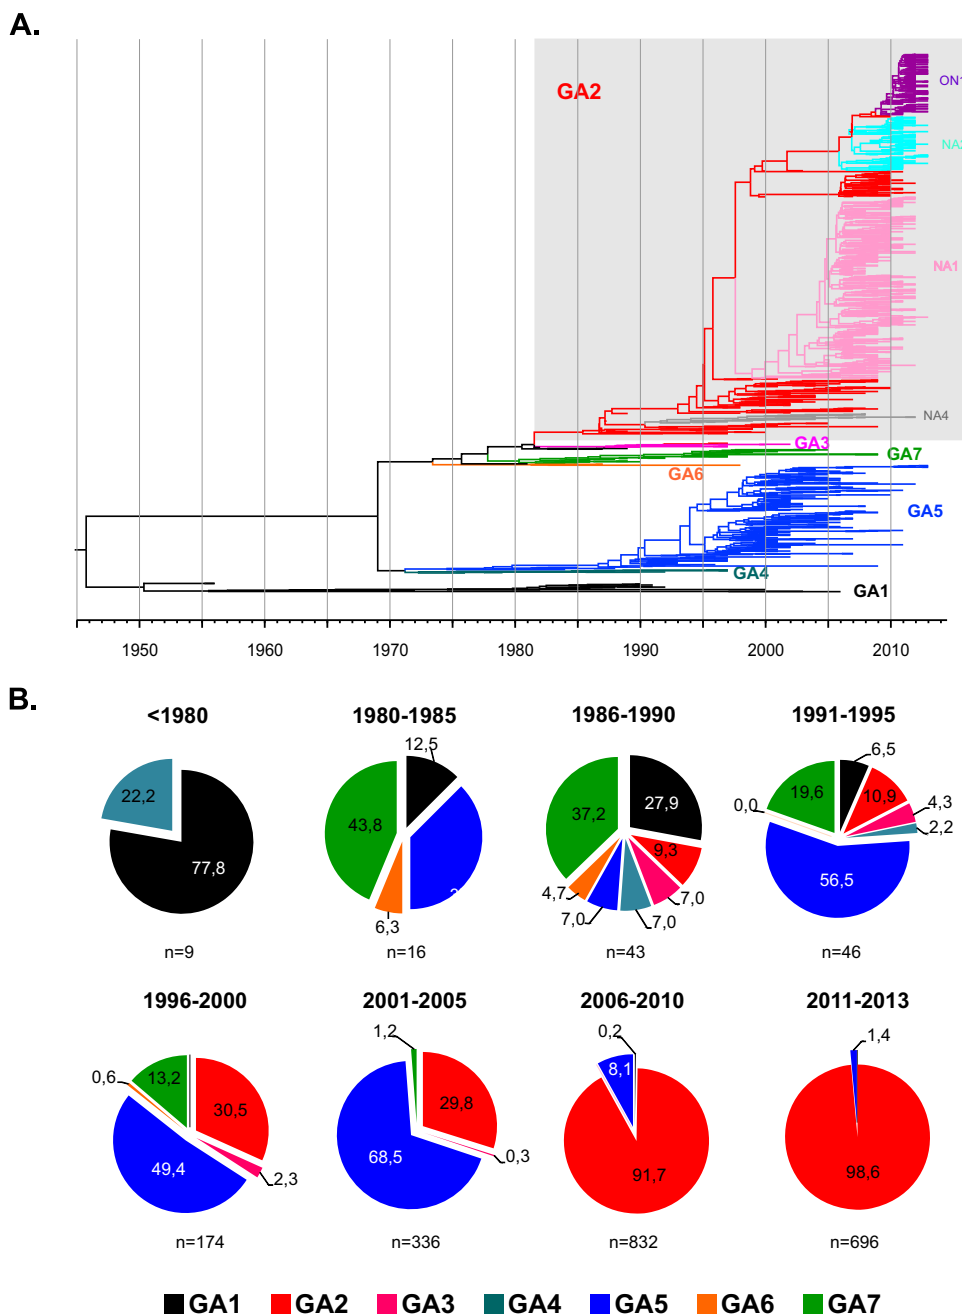 A.
GA2
ON1
NA1
NA4
GA3
GA7
GA6
GA5
GA4
GA1
1950 1960 1970 1980 1990 2000 2010
B.
<1980 1980-1985 1986-1990 1991-1995
22,2 77,8
12,5 43,8 6,3
27,9 37,2 9,3 4,7 7,0 7,0 7,0
6,5 10,9 4,3 2,2 56,5 0,0 19,6
n=9 n=16 n=43 n=46
1996-2000 2001-2005 2006-2010 2011-2013
0,6 13,2 30,5 49,4 2,3
1,2 29,8 68,5 0,3
0,2 8,1 91,7
1,4 98,6
n=174 n=336 n=832 n=696
GA1 GA2 GA3 GA4 GA5 GA6 GA7